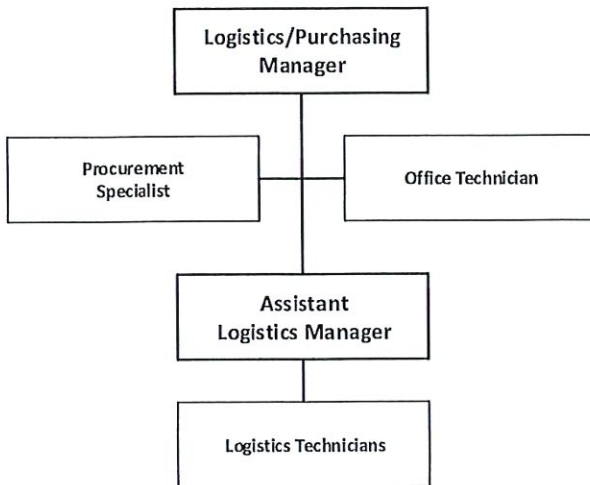 Logistics/Purchasing
Manager
Procurement
Specialist
Office Technician
Assistant
Logistics Manager
Logistics Technicians